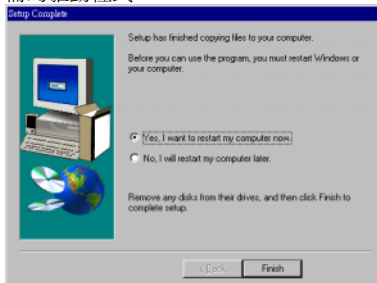 Setup Complete
Setup has finished copying files to your computer.
Before you can use the program, you must restart Windows or
your computer.
Yes, I want to restart my computer now.
No, I will restart my computer later.
Remove any disks from their drives, and then click Finish to
complete setup.
< Back
Finish